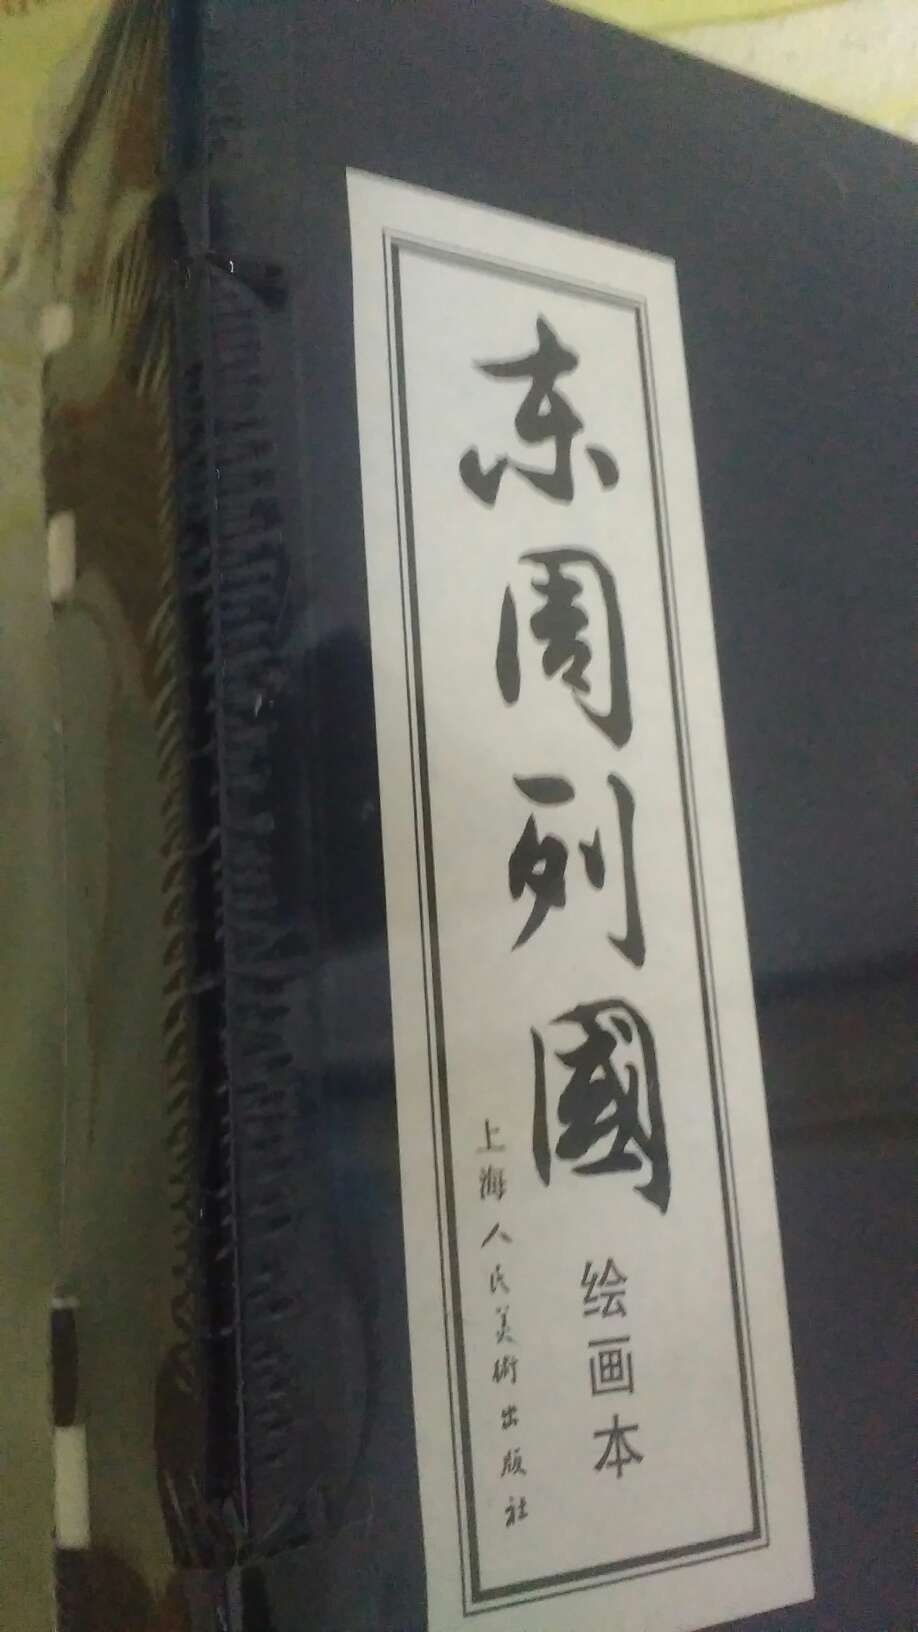 东周列國
绘画本
上海人民美術出版社